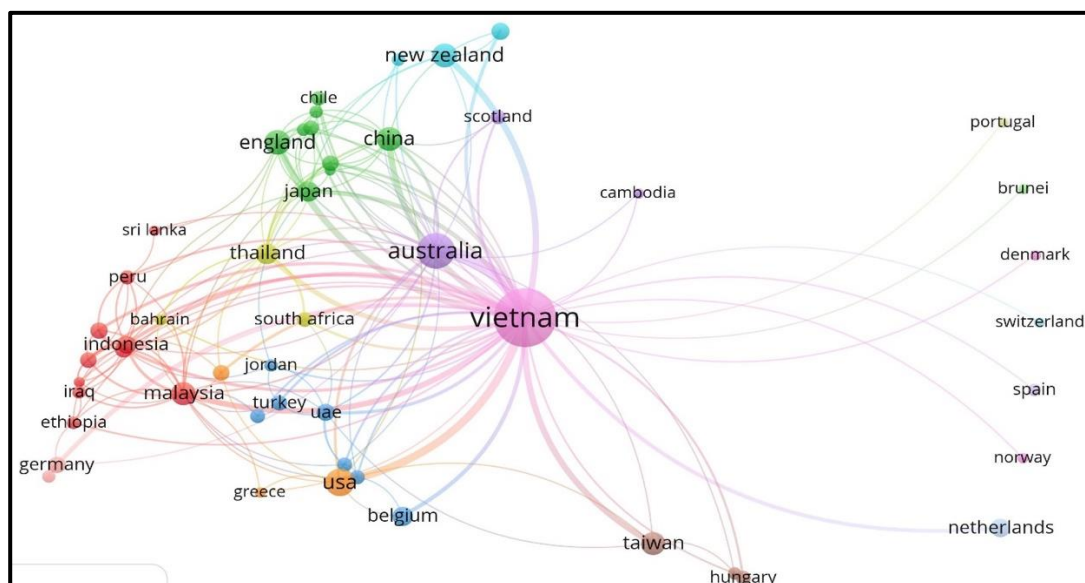 new zealand
chile
scotland
portugal
england
china
brunei
japan
cambodia
sri lanka
thailand
australia
denmark
peru
vietnam
bahrain
south africa
switzerland
indonesia
jordan
iraq
malaysia
spain
turkey
uae
ethiopia
germany
norway
usa
greece
belgium
netherlands
taiwan
hungary